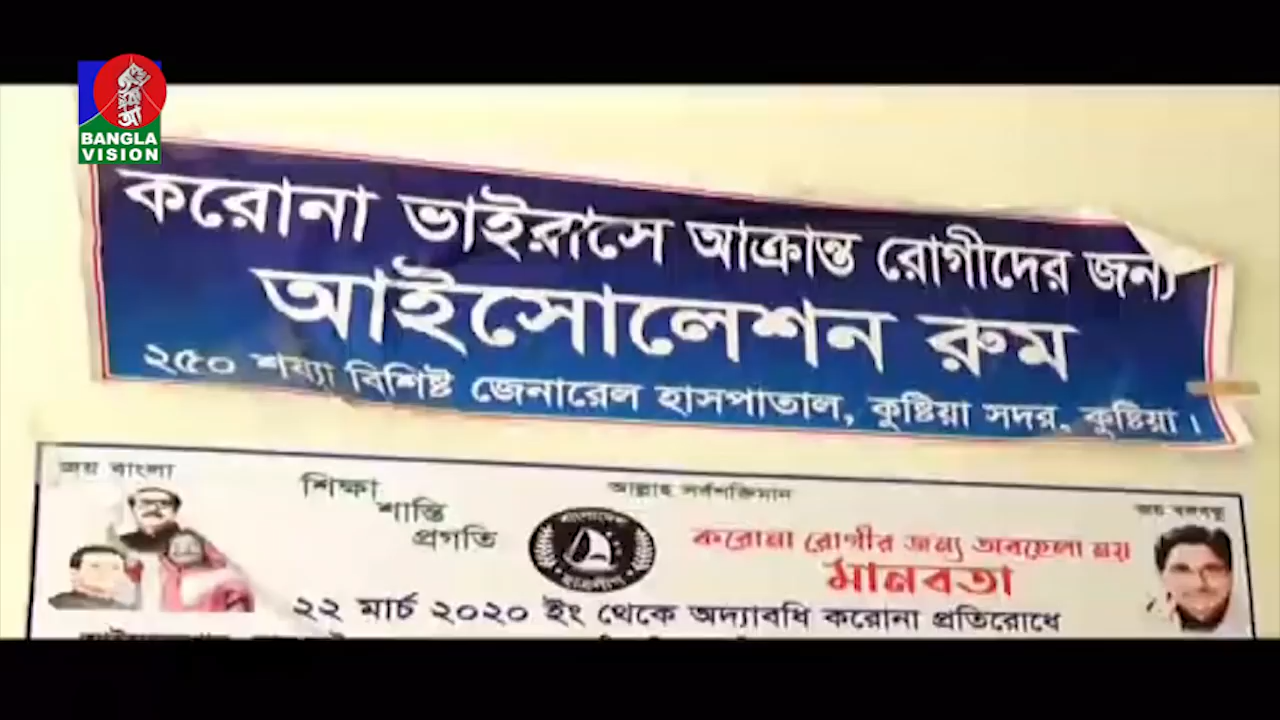 BANGLA
VISION
করোনা ভাইরাসে আক্রান্ত রোগীদের জন্য
আইসোলেশন রুম
২৫০ শয্যা বিশিষ্ট জেনারেল হাসপাতাল, কুষ্টিয়া সদর, কুষ্টিয়া।
জয় বাংলা
শিক্ষা
শান্তি
প্রগতি
আল্লাহ সর্বশক্তিমান
জয় বঙ্গবন্ধু
করোনা রোগীর জন্য অবহেলা নয়
মানবতা
২২ মার্চ ২০২০ ইং থেকে অদ্যাবধি করোনা প্রতিরোধে